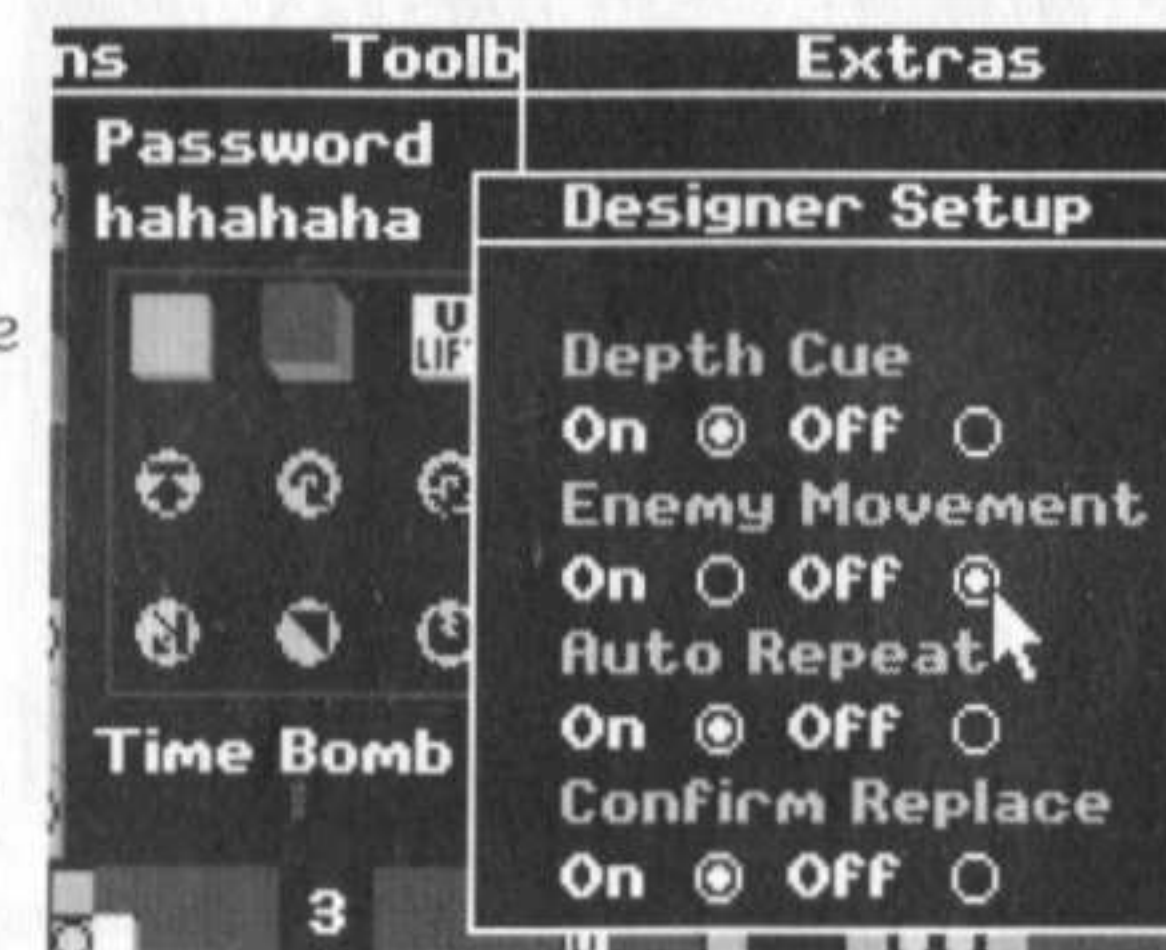 ns Toolb Extras
Password
hahahaha
Designer Setup
U
LIF
Depth Cue
On Off
Enemy Movement
On Off
Auto Repeat
On Off
Time Bomb
Confirm Replace
On Off
3
e